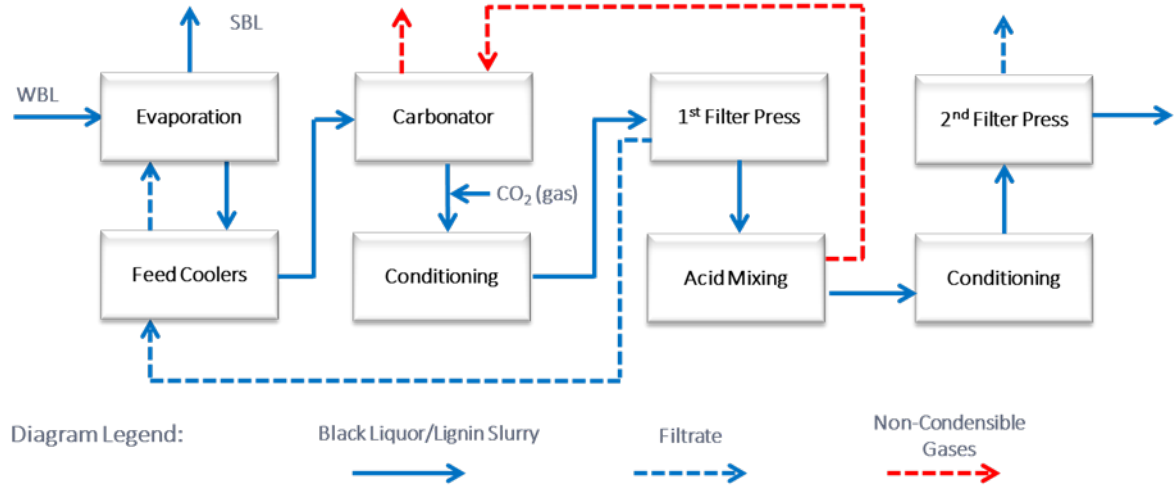 SBL
WBL
Evaporation
Carbonator
1st Filter Press
2nd Filter Press
CO2 (gas)
Feed Coolers
Conditioning
Acid Mixing
Conditioning
Diagram Legend:
Black Liquor/Lignin Slurry
Filtrate
Non-Condensible
Gases